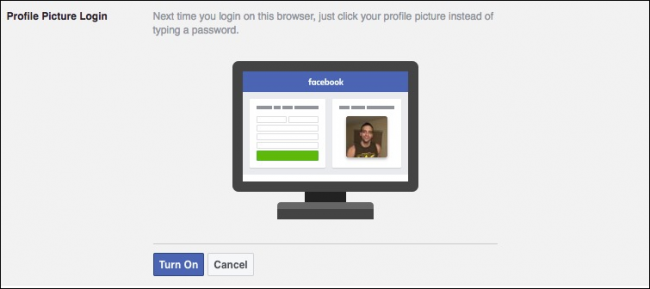 Profile Picture Login
Next time you login on this browser, just click your profile picture instead of
typing a password.
facebook
Turn On
Cancel